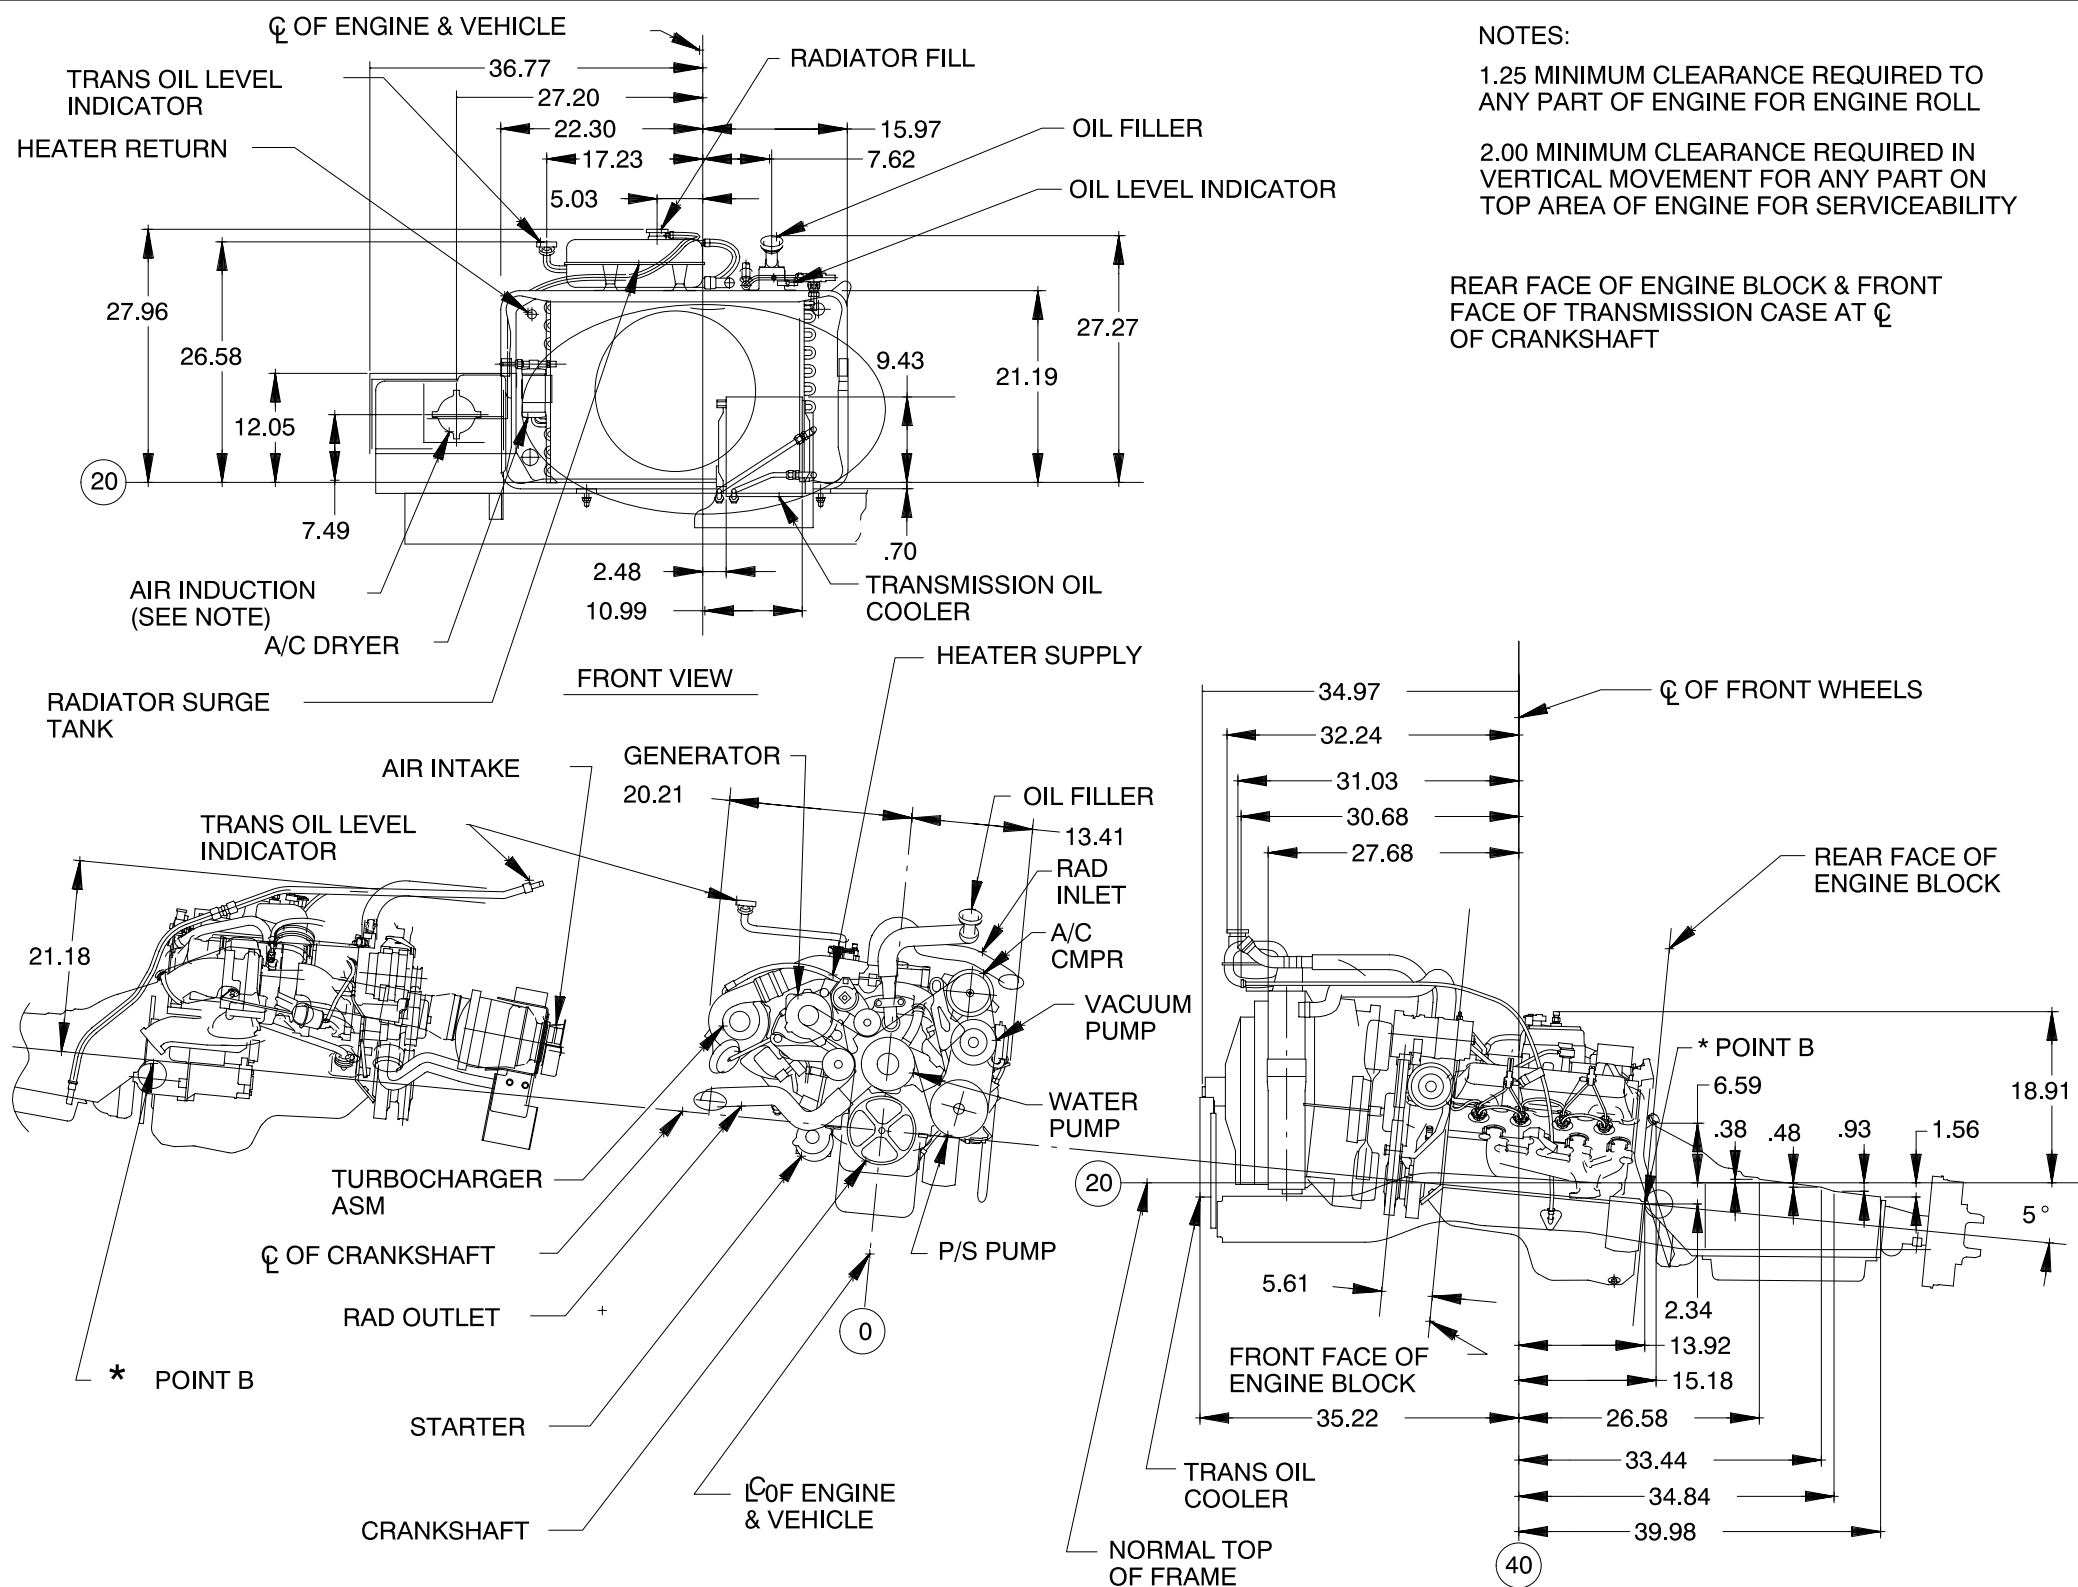 ℄ OF ENGINE & VEHICLE
36.77
RADIATOR FILL
TRANS OIL LEVEL
INDICATOR
27.20
22.30
15.97
OIL FILLER
HEATER RETURN
17.23
7.62
5.03
OIL LEVEL INDICATOR
27.96
26.58
12.05
9.43
27.27
21.19
20
7.49
.70
2.48
10.99
TRANSMISSION OIL
COOLER
AIR INDUCTION
(SEE NOTE)
A/C DRYER
RADIATOR SURGE
TANK
FRONT VIEW
NOTES:
1.25 MINIMUM CLEARANCE REQUIRED TO
ANY PART OF ENGINE FOR ENGINE ROLL
2.00 MINIMUM CLEARANCE REQUIRED IN
VERTICAL MOVEMENT FOR ANY PART ON
TOP AREA OF ENGINE FOR SERVICEABILITY
REAR FACE OF ENGINE BLOCK & FRONT
FACE OF TRANSMISSION CASE AT ℄
OF CRANKSHAFT
HEATER SUPPLY
AIR INTAKE
GENERATOR
20.21
OIL FILLER
13.41
TRANS OIL LEVEL
INDICATOR
RAD
INLET
A/C
CMPR
21.18
VACUUM
PUMP
WATER
PUMP
TURBOCHARGER
ASM
℄ OF CRANKSHAFT
P/S PUMP
RAD OUTLET
0
* POINT B
STARTER
℄ OF ENGINE
& VEHICLE
CRANKSHAFT
34.97
℄ OF FRONT WHEELS
32.24
31.03
30.68
27.68
REAR FACE OF
ENGINE BLOCK
* POINT B
6.59
18.91
.38
.48
.93
1.56
20
5°
5.61
2.34
13.92
FRONT FACE OF
ENGINE BLOCK
15.18
35.22
26.58
33.44
TRANS OIL
COOLER
34.84
39.98
NORMAL TOP
OF FRAME
40